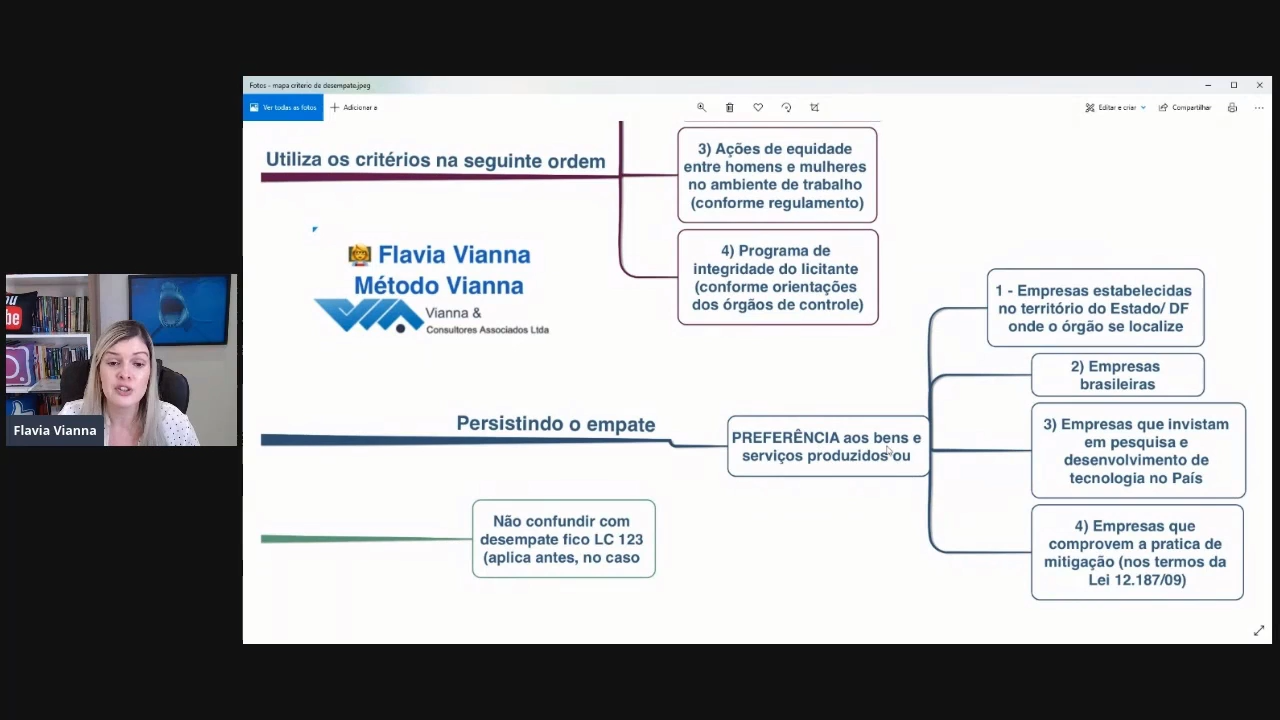 Fotos - mapa criterio de desempate.jpeg
Ver todas as fotos
Adicionar a
Editar e criar
Compartilhar
Utiliza os critérios na seguinte ordem
3) Ações de equidade
entre homens e mulheres
no ambiente de trabalho
(conforme regulamento)
4) Programa de
integridade do licitante
(conforme orientações
dos órgãos de controle)
Flavia Vianna
Método Vianna
Vianna &
Consultores Associados Ltda
1 - Empresas estabelecidas
no território do Estado/ DF
onde o órgão se localize
2) Empresas
brasileiras
3) Empresas que invistam
em pesquisa e
desenvolvimento de
tecnologia no País
4) Empresas que
comprovem a pratica de
mitigação (nos termos da
Lei 12.187/09)
Persistindo o empate
PREFERÊNCIA aos bens e
serviços produzidos ou
Não confundir com
desempate fico LC 123
(aplica antes, no caso
Flavia Vianna